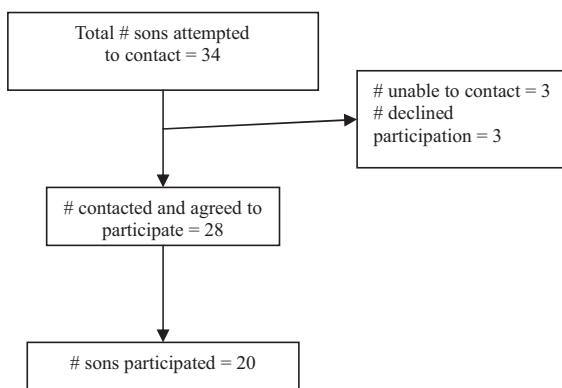 Total # sons attempted
to contact = 34
# unable to contact = 3
# declined
participation = 3
# contacted and agreed to
participate = 28
# sons participated = 20